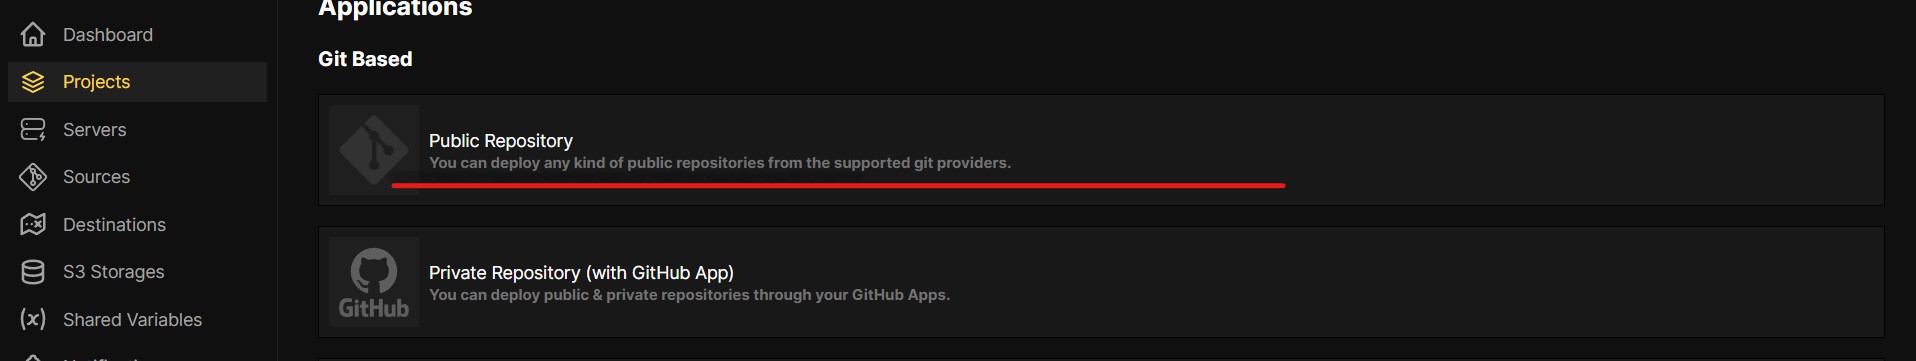 Applications
Dashboard
Git Based
Projects
Servers
Public Repository
You can deploy any kind of public repositories from the supported git providers.
Sources
Destinations
S3 Storages
Private Repository (with GitHub App)
You can deploy public & private repositories through your GitHub Apps.
GitHub
Shared Variables